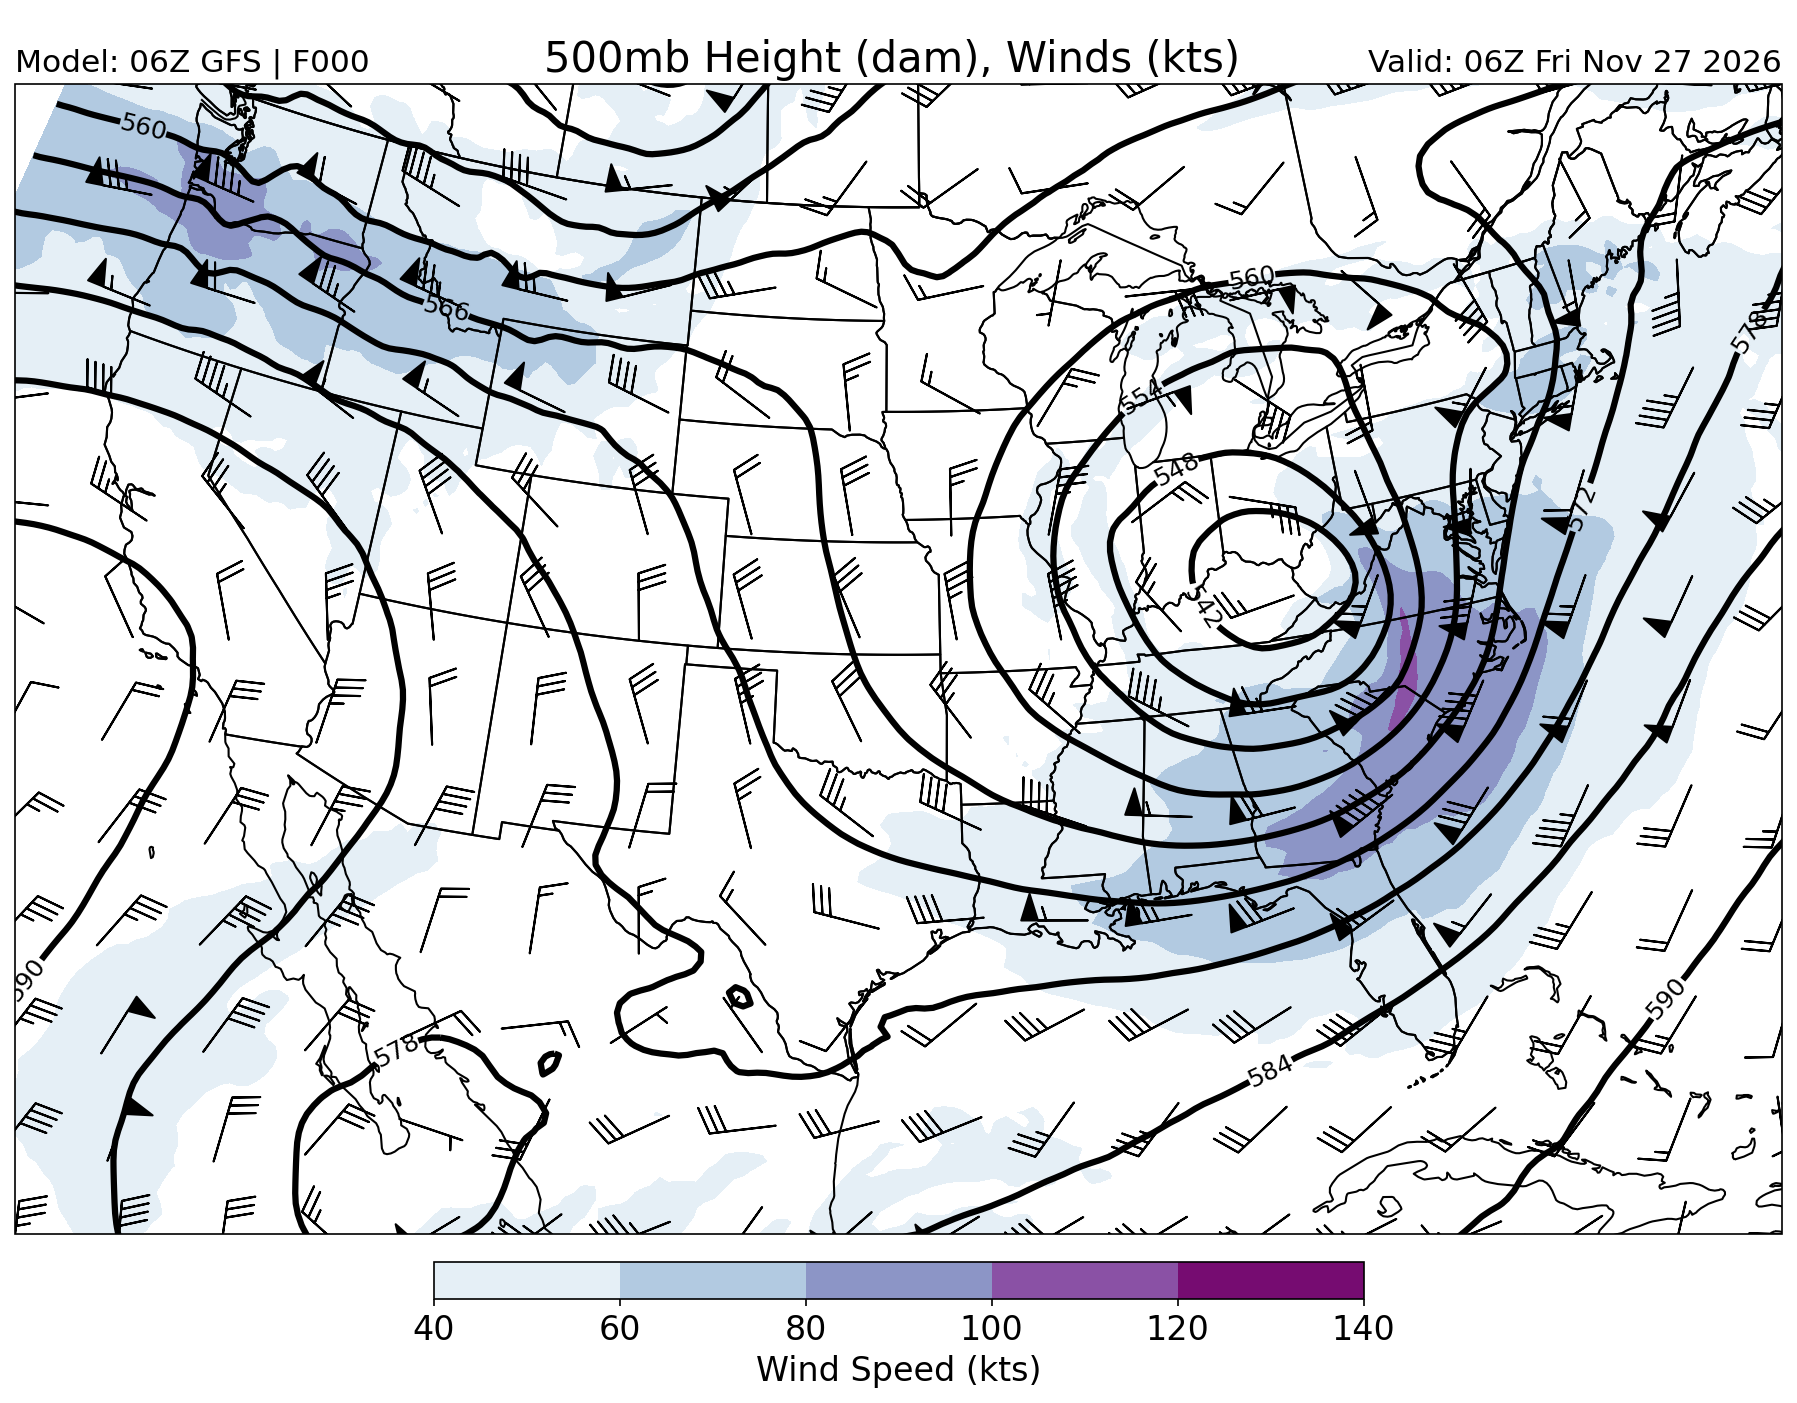 Model: 06Z GFS | F000
500mb Height (dam), Winds (kts)
Valid: 06Z Fri Nov 27 2026
560
560
566
578
554
548
572
542
590
590
578
584
40 60 80 100 120 140
Wind Speed (kts)